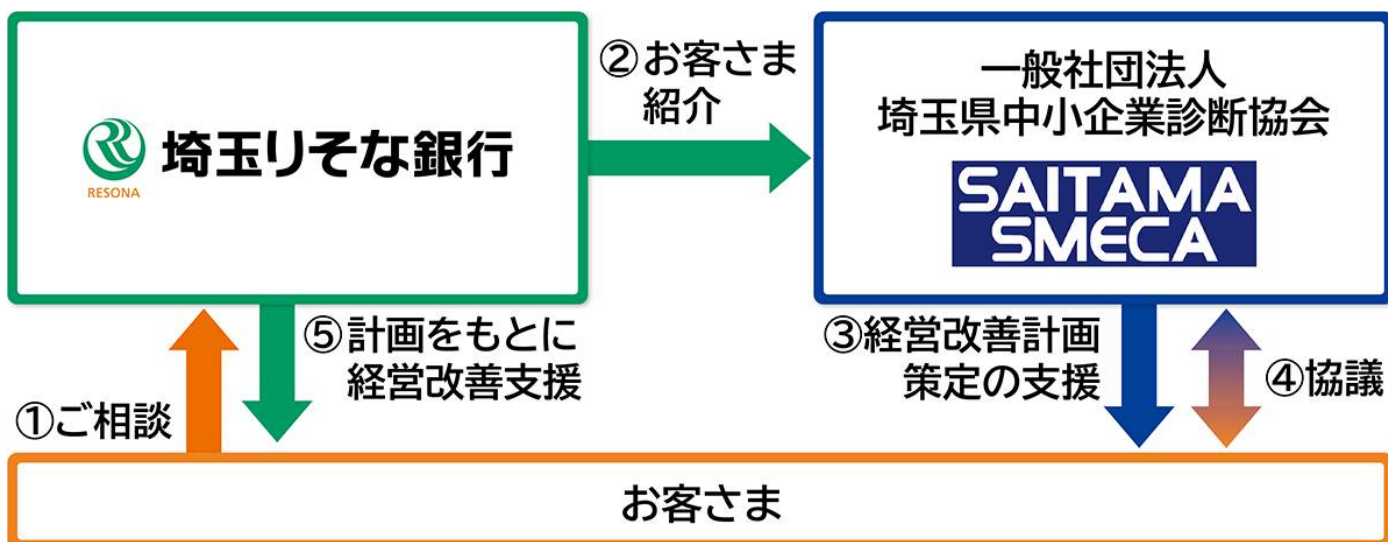 埼玉りそな銀行
RESONA
②お客さま
紹介
一般社団法人
埼玉県中小企業診断協会
SAITAMA
SMECA
①ご相談
⑤計画をもとに
経営改善支援
③経営改善計画
策定の支援
④協議
お客さま